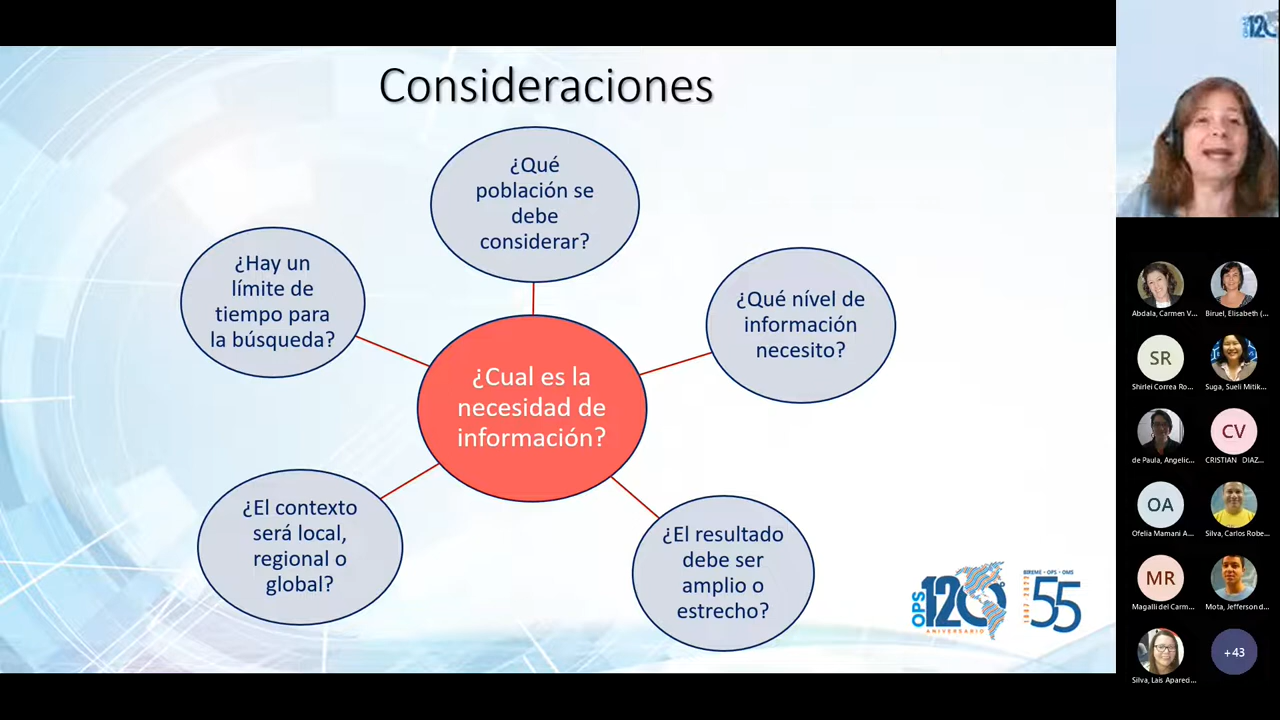 Consideraciones
¿Qué
población se
debe
considerar?
¿Hay un
límite de
tiempo para
la búsqueda?
¿Qué nível de
información
necesito?
¿Cual es la
necesidad de
información?
¿El contexto
será local,
regional o
global?
¿El resultado
debe ser
amplio o
estrecho?
OPS
120
ANIVERSARIO
BIREME • OPS • OMS
55
120
Abdala, Carmen V...
Biruel, Elisabeth (...
SR
Shirlei Correa Ro...
Suga, Sueli Mitik...
de Paula, Angelic...
CV
CRISTIAN DIAZ...
OA
Ofelia Mamani A...
Silva, Carlos Robe...
MR
Magalli del Carm...
Mota, Jefferson d...
Silva, Lais Apared...
+43